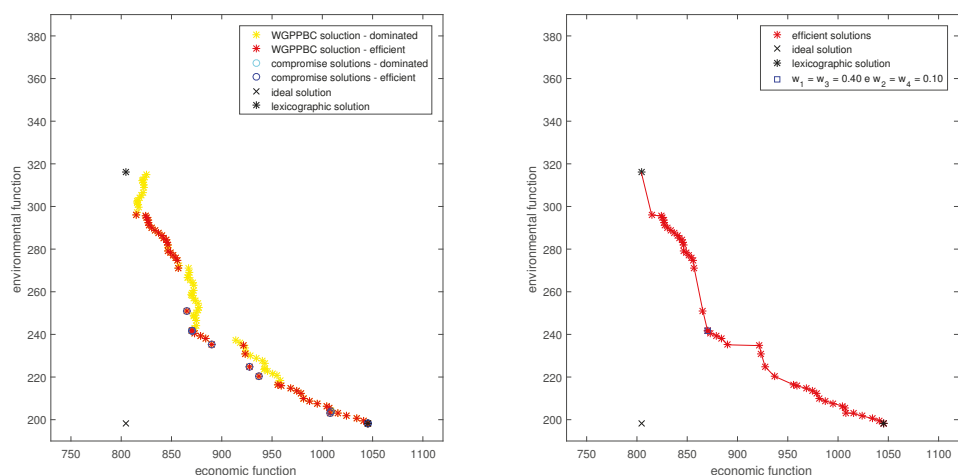 380
360
340
320
300
280
260
240
220
200
750
800
850
900
950
1000
1050
1100
environmental function
economic function
WGPPBC soluction - dominated
WGPPBC soluction - efficient
compromise solutions - dominated
compromise solutions - efficient
ideal solution
lexicographic solution
380
360
340
320
300
280
260
240
220
200
750
800
850
900
950
1000
1050
1100
environmental function
economic function
efficient solutions
ideal solution
lexicographic solution
w1 = w3 = 0.40 e w2 = w4 = 0.10